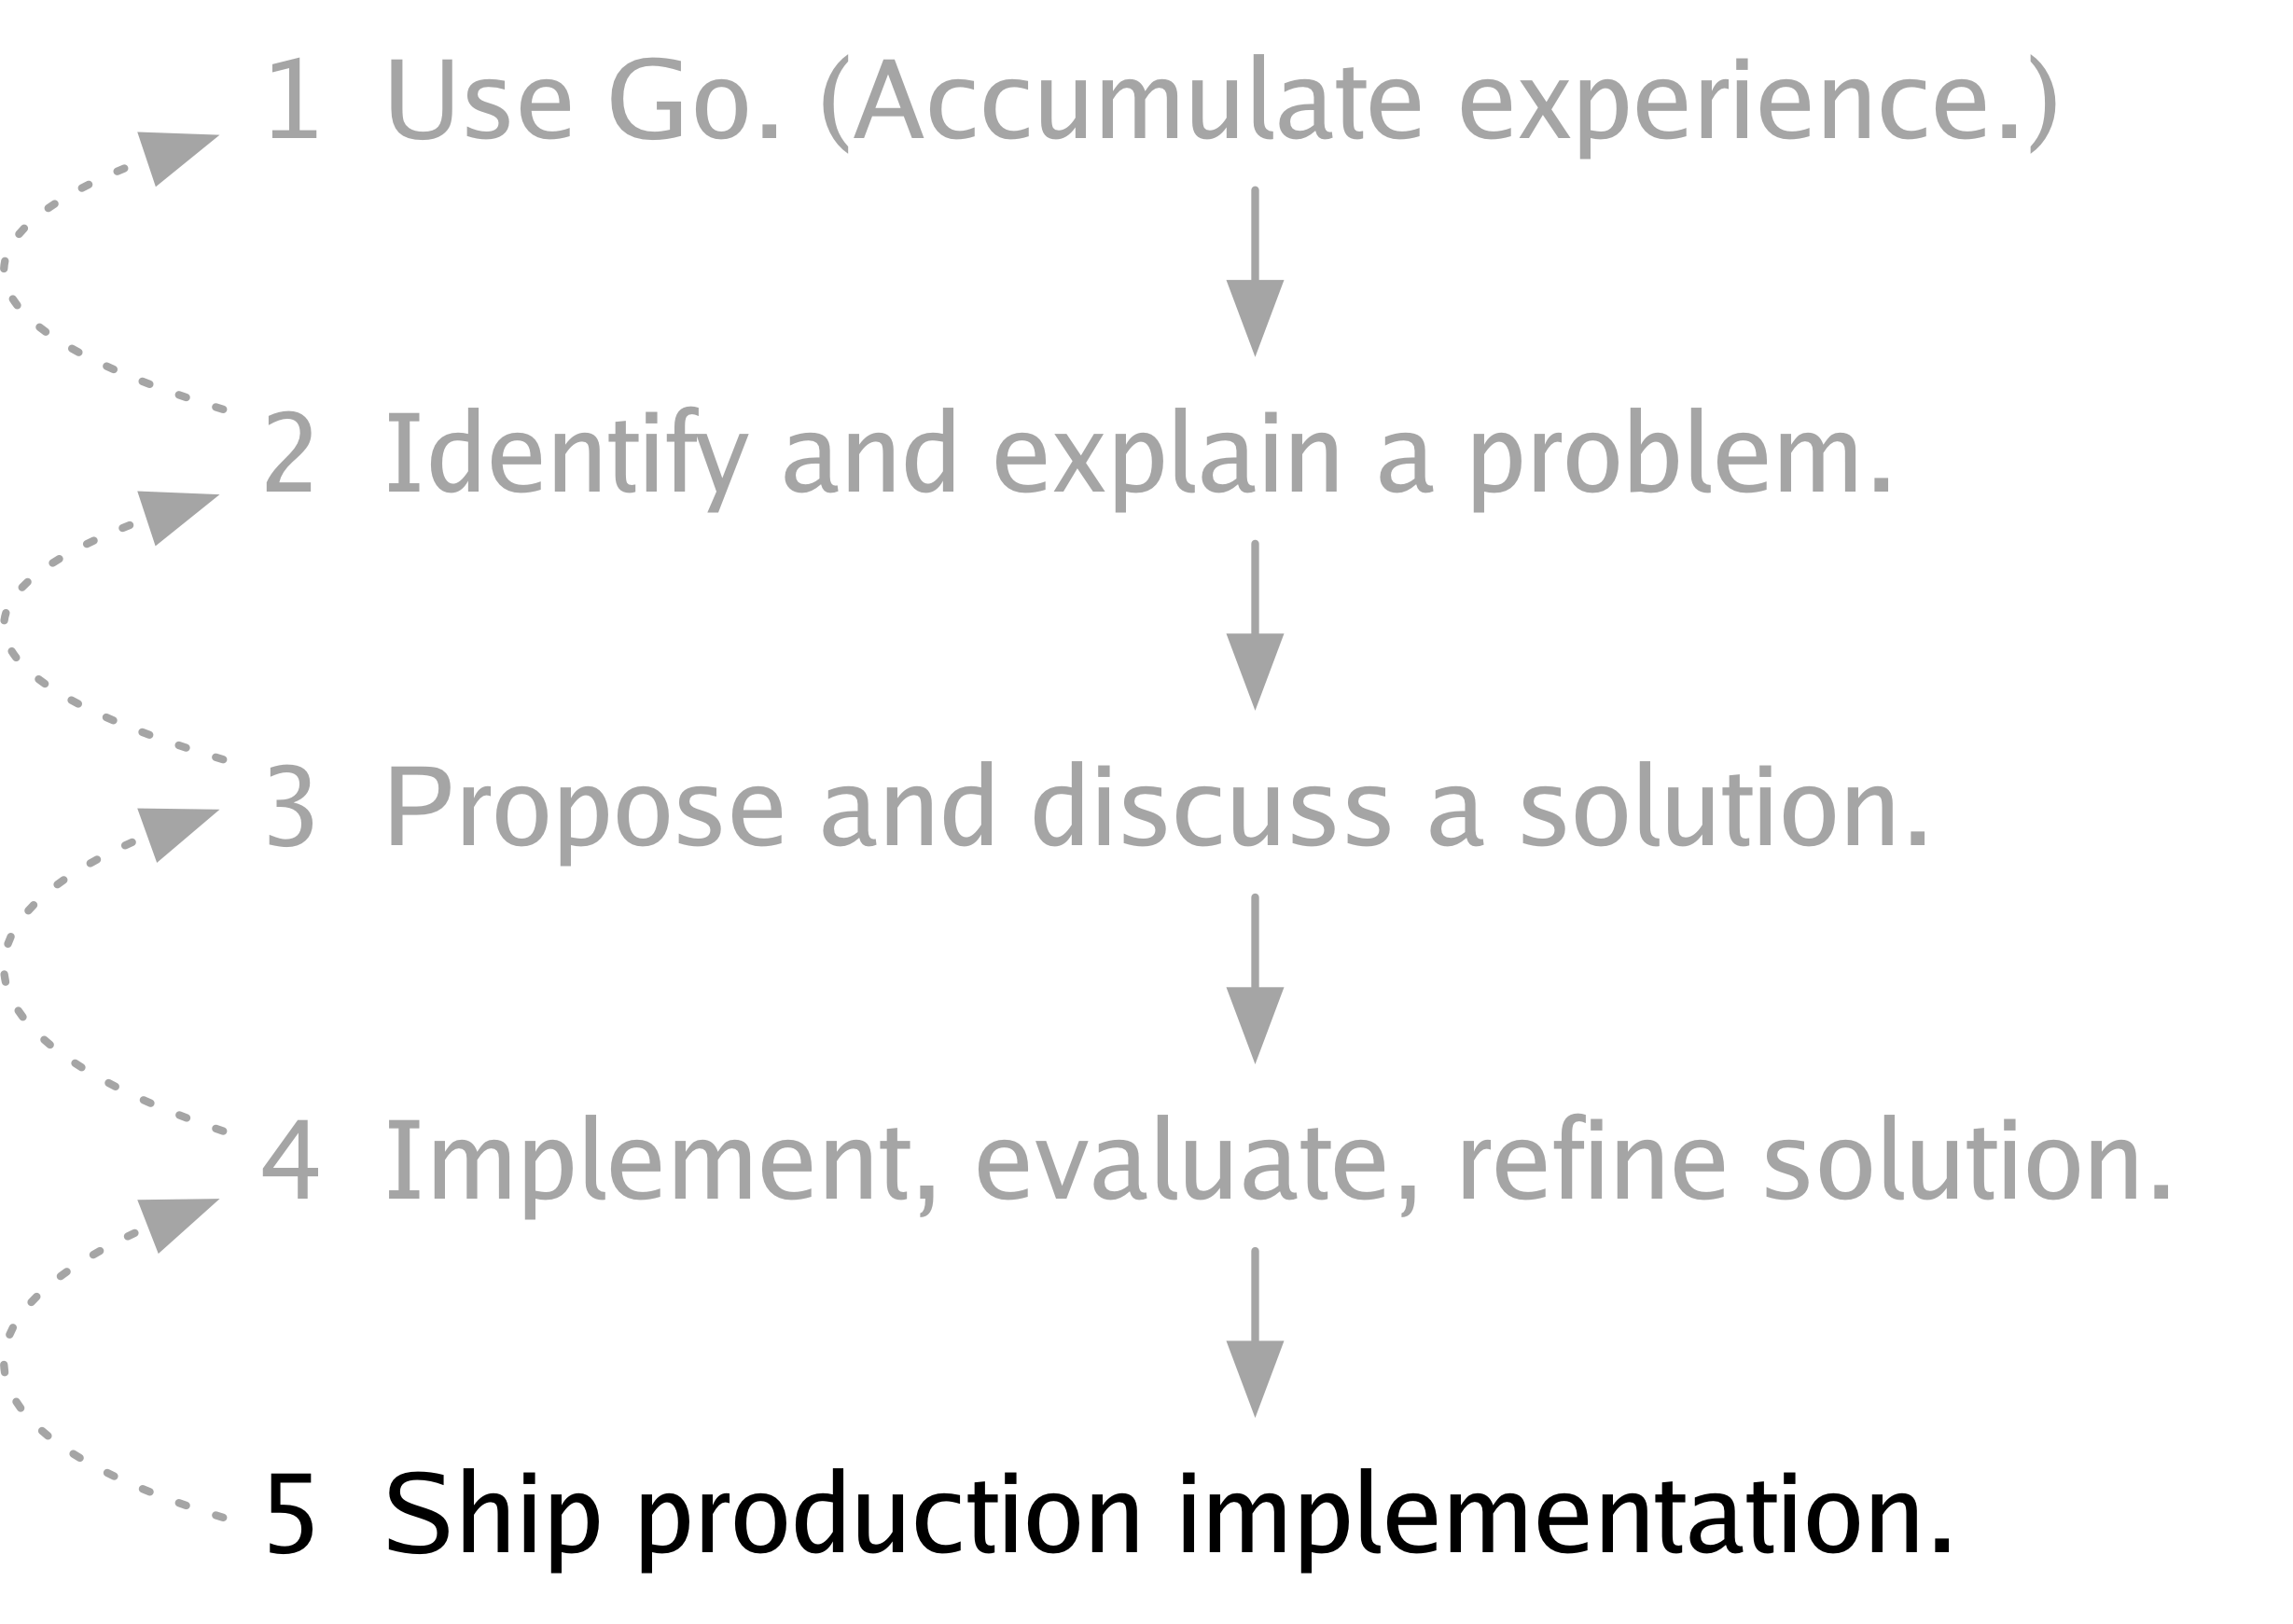 1 Use Go. (Accumulate experience.)
2 Identify and explain a problem.
3 Propose and discuss a solution.
4 Implement, evaluate, refine solution.
5 Ship production implementation.